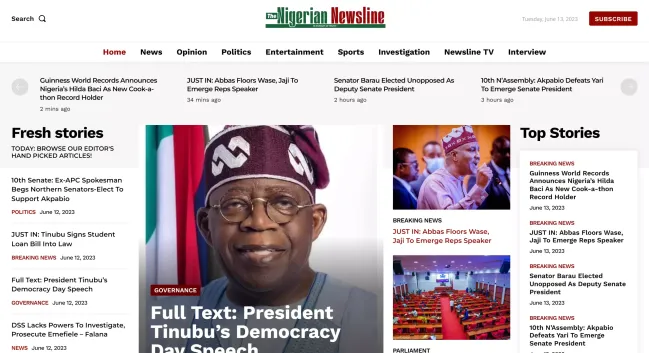 Search
The Nigerian Newsline
Tuesday, June 13, 2023
SUBSCRIBE
Home News Opinion Politics Entertainment Sports Investigation Newsline TV Interview
Guinness World Records Announces
Nigeria's Hilda Baci As New Cook-a-
thon Record Holder
2 mins ago
JUST IN: Abbas Floors Wase, Jaji To
Emerge Reps Speaker
34 mins ago
Senator Barau Elected Unopposed As
Deputy Senate President
2 hours ago
10th N'Assembly: Akpabio Defeats Yari
To Emerge Senate President
3 hours ago
Fresh stories
TODAY: BROWSE OUR EDITOR'S
HAND PICKED ARTICLES!
10th Senate: Ex-APC Spokesman
Begs Northern Senators-Elect To
Support Akpabio
POLITICS June 12, 2023
JUST IN: Tinubu Signs Student
Loan Bill Into Law
BREAKING NEWS June 12, 2023
Full Text: President Tinubu's
Democracy Day Speech
GOVERNANCE June 12, 2023
DSS Lacks Powers To Investigate,
Prosecute Emefiele – Falana
NEWS June 12, 2023
GOVERNANCE
Full Text: President
Tinubu's Democracy
Day Speech
BREAKING NEWS
JUST IN: Abbas Floors Wase,
Jaji To Emerge Reps Speaker
PARLIAMENT
Top Stories
BREAKING NEWS
Guinness World Records
Announces Nigeria's Hilda
Baci As New Cook-a-thon
Record Holder
June 13, 2023
BREAKING NEWS
JUST IN: Abbas Floors Wase,
Jaji To Emerge Reps Speaker
June 13, 2023
BREAKING NEWS
Senator Barau Elected
Unopposed As Deputy Senate
President
June 13, 2023
BREAKING NEWS
10th N'Assembly: Akpabio
Defeats Yari To Emerge
Senate President